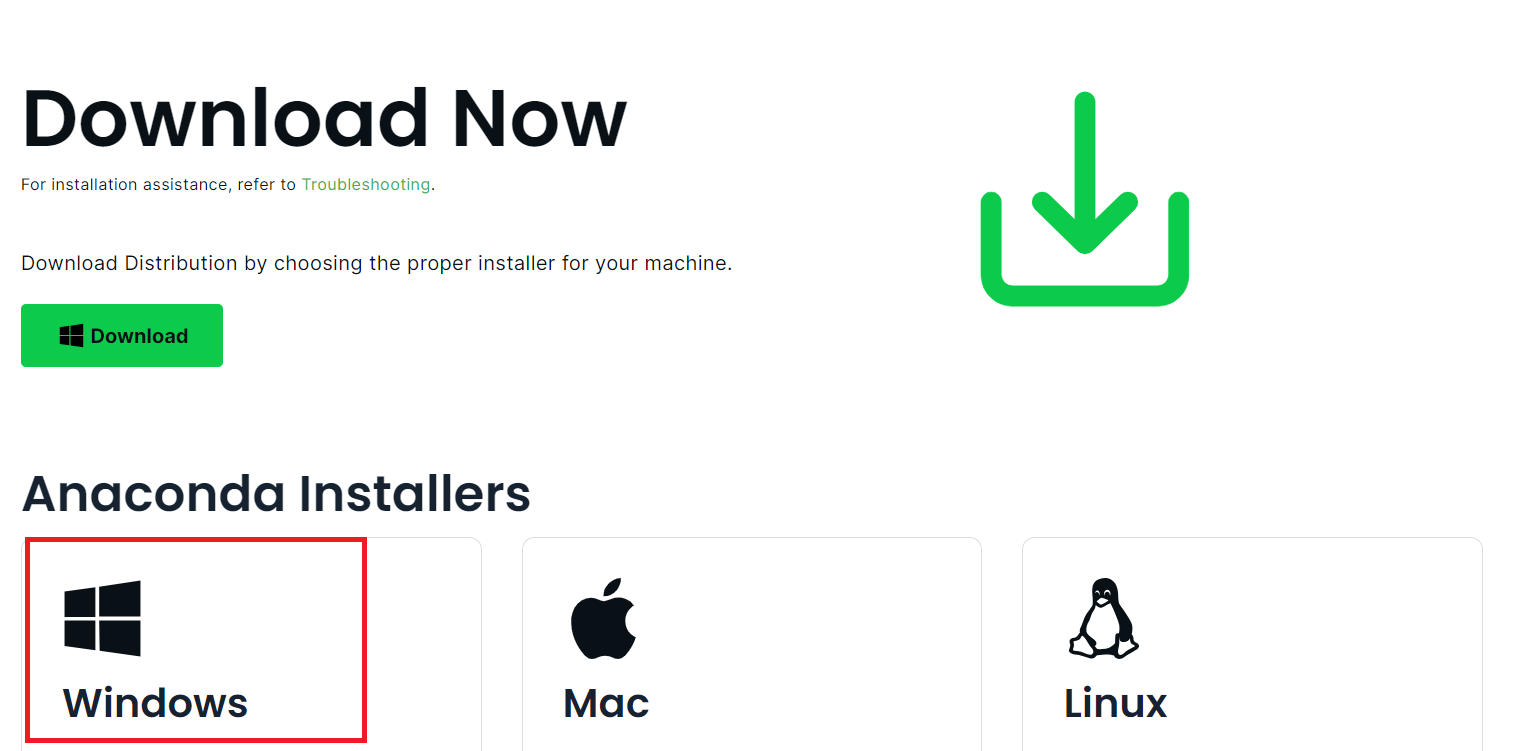 Download Now
For installation assistance, refer to Troubleshooting.
Download Distribution by choosing the proper installer for your machine.
Download
Anaconda Installers
Windows
Mac
Linux